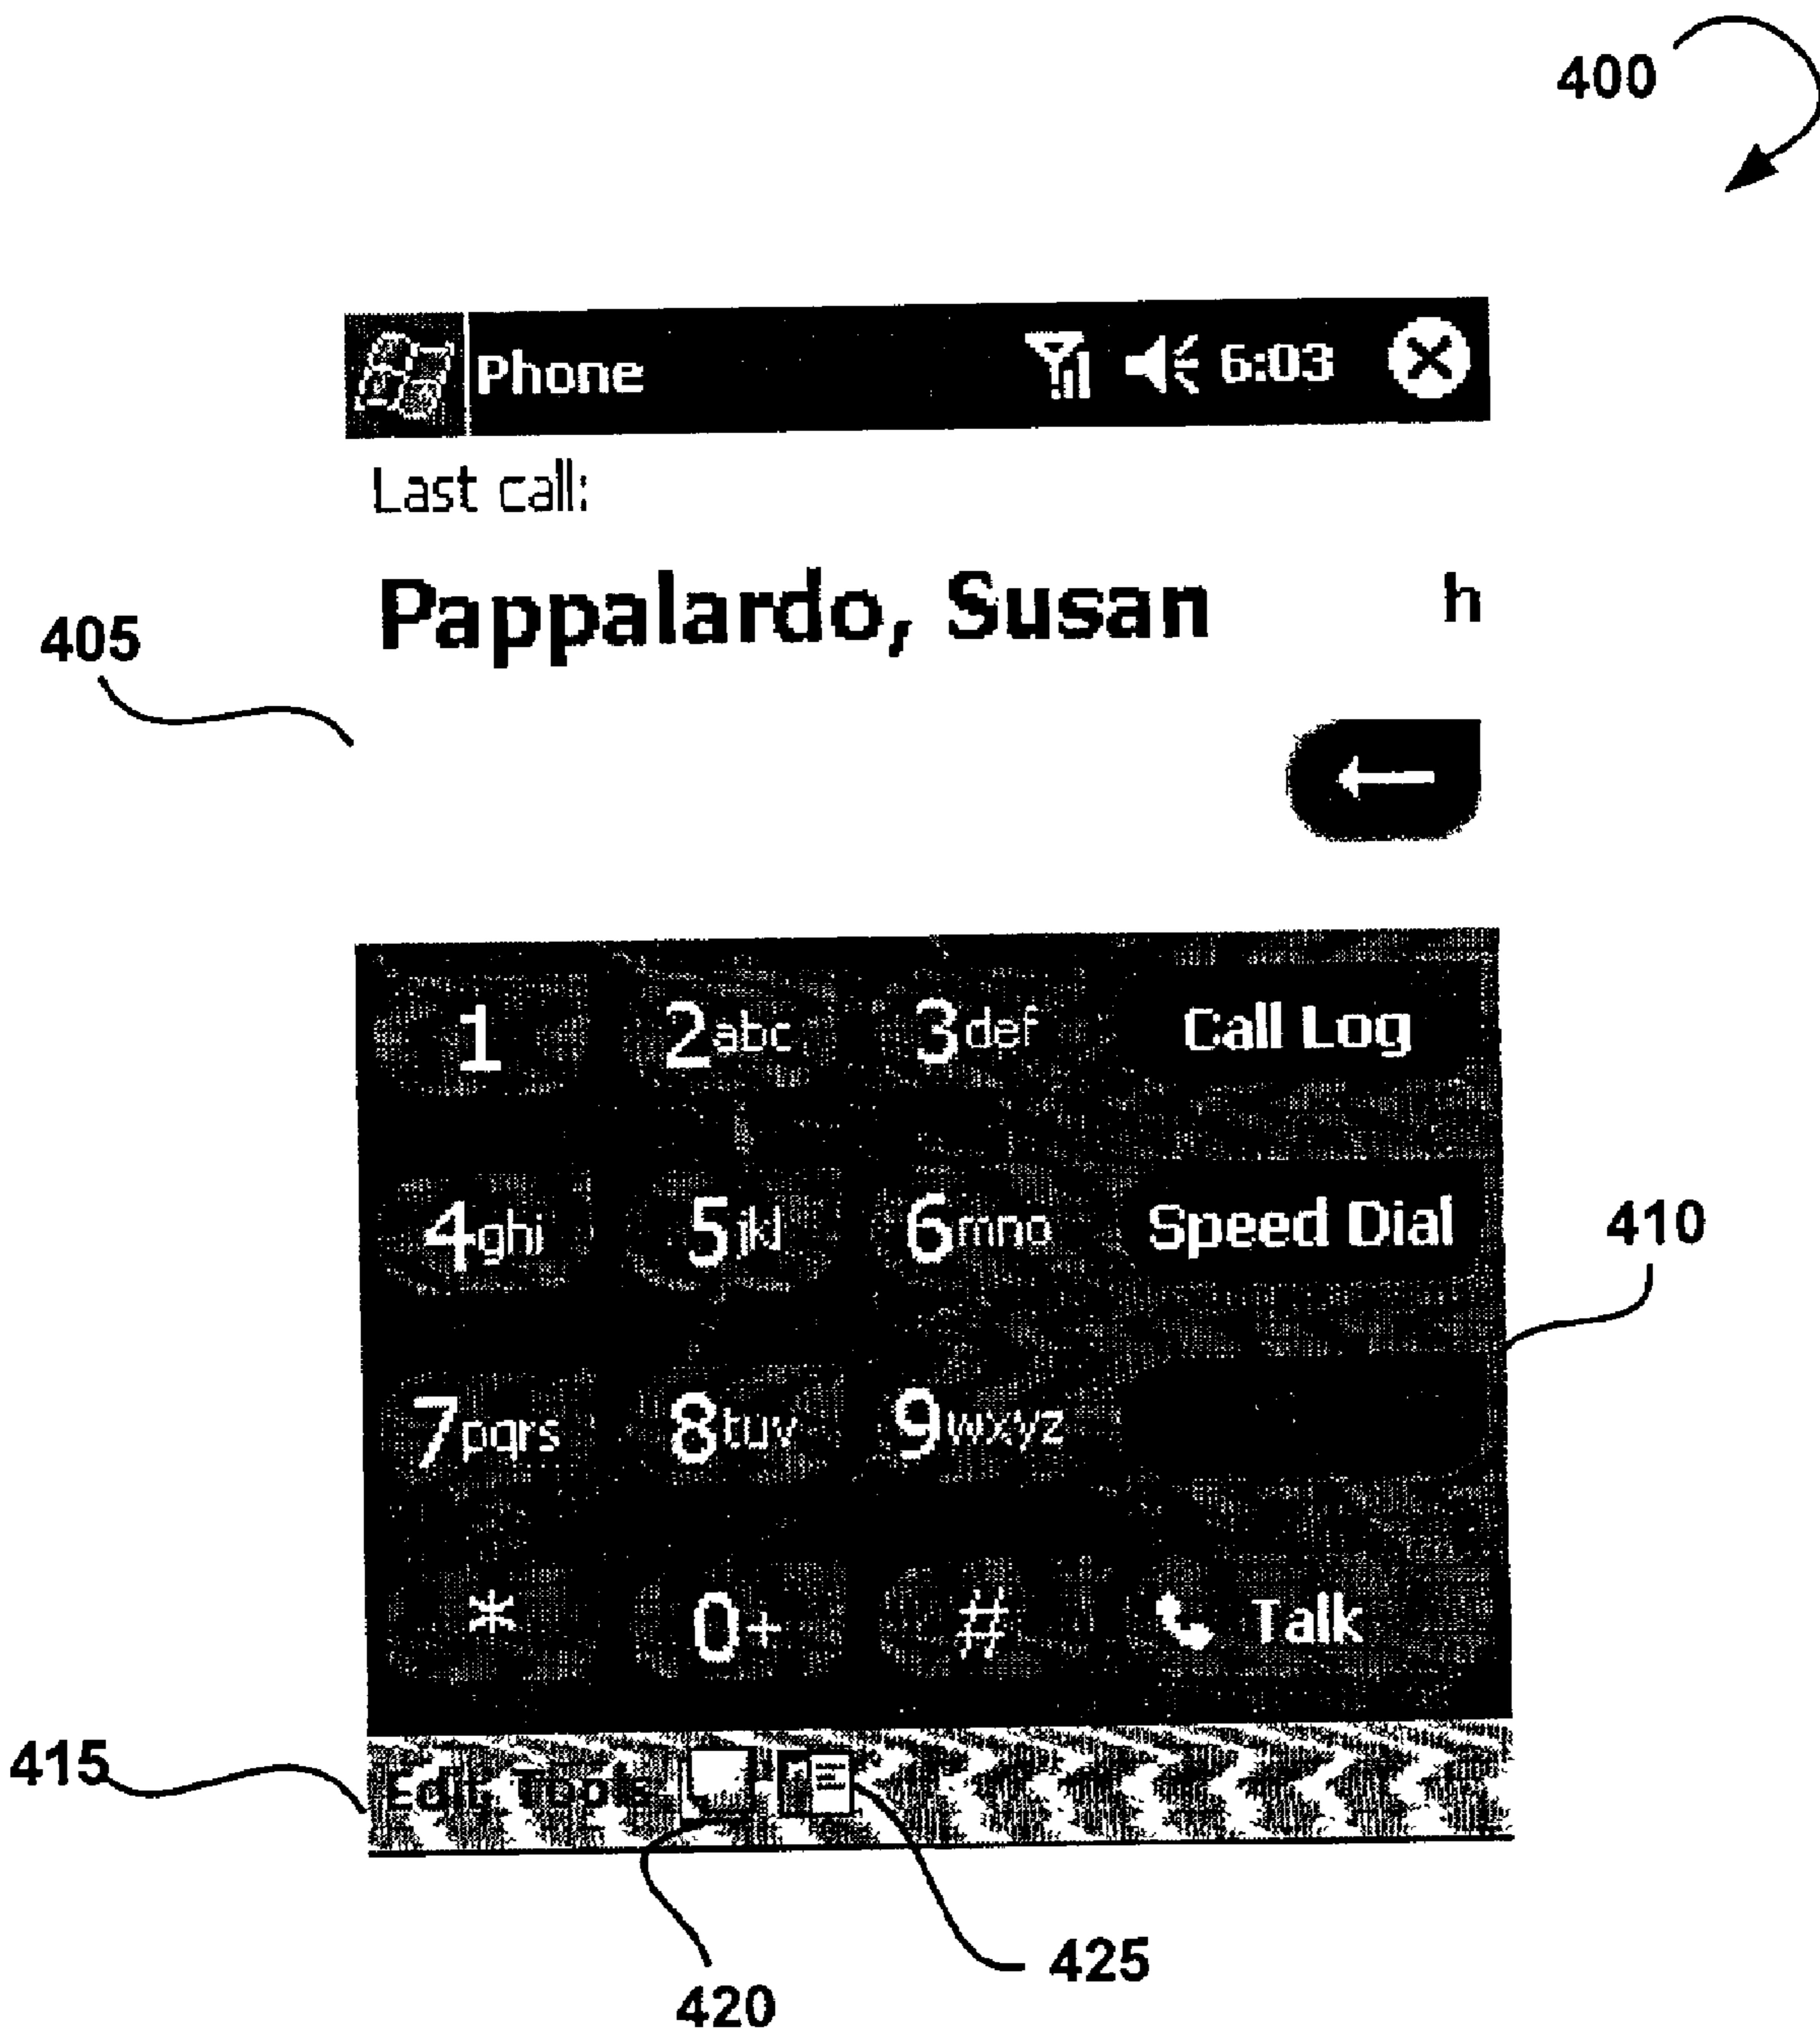 400
Phone 6:03
Last call:
Pappalardo, Susan h
405
1 2abc 3def Call Log
4ghi 5jkl 6mno Speed Dial
410
7pqrs 8tuv 9wxyz
* 0+ # Talk
415
Edit Tools
425
420